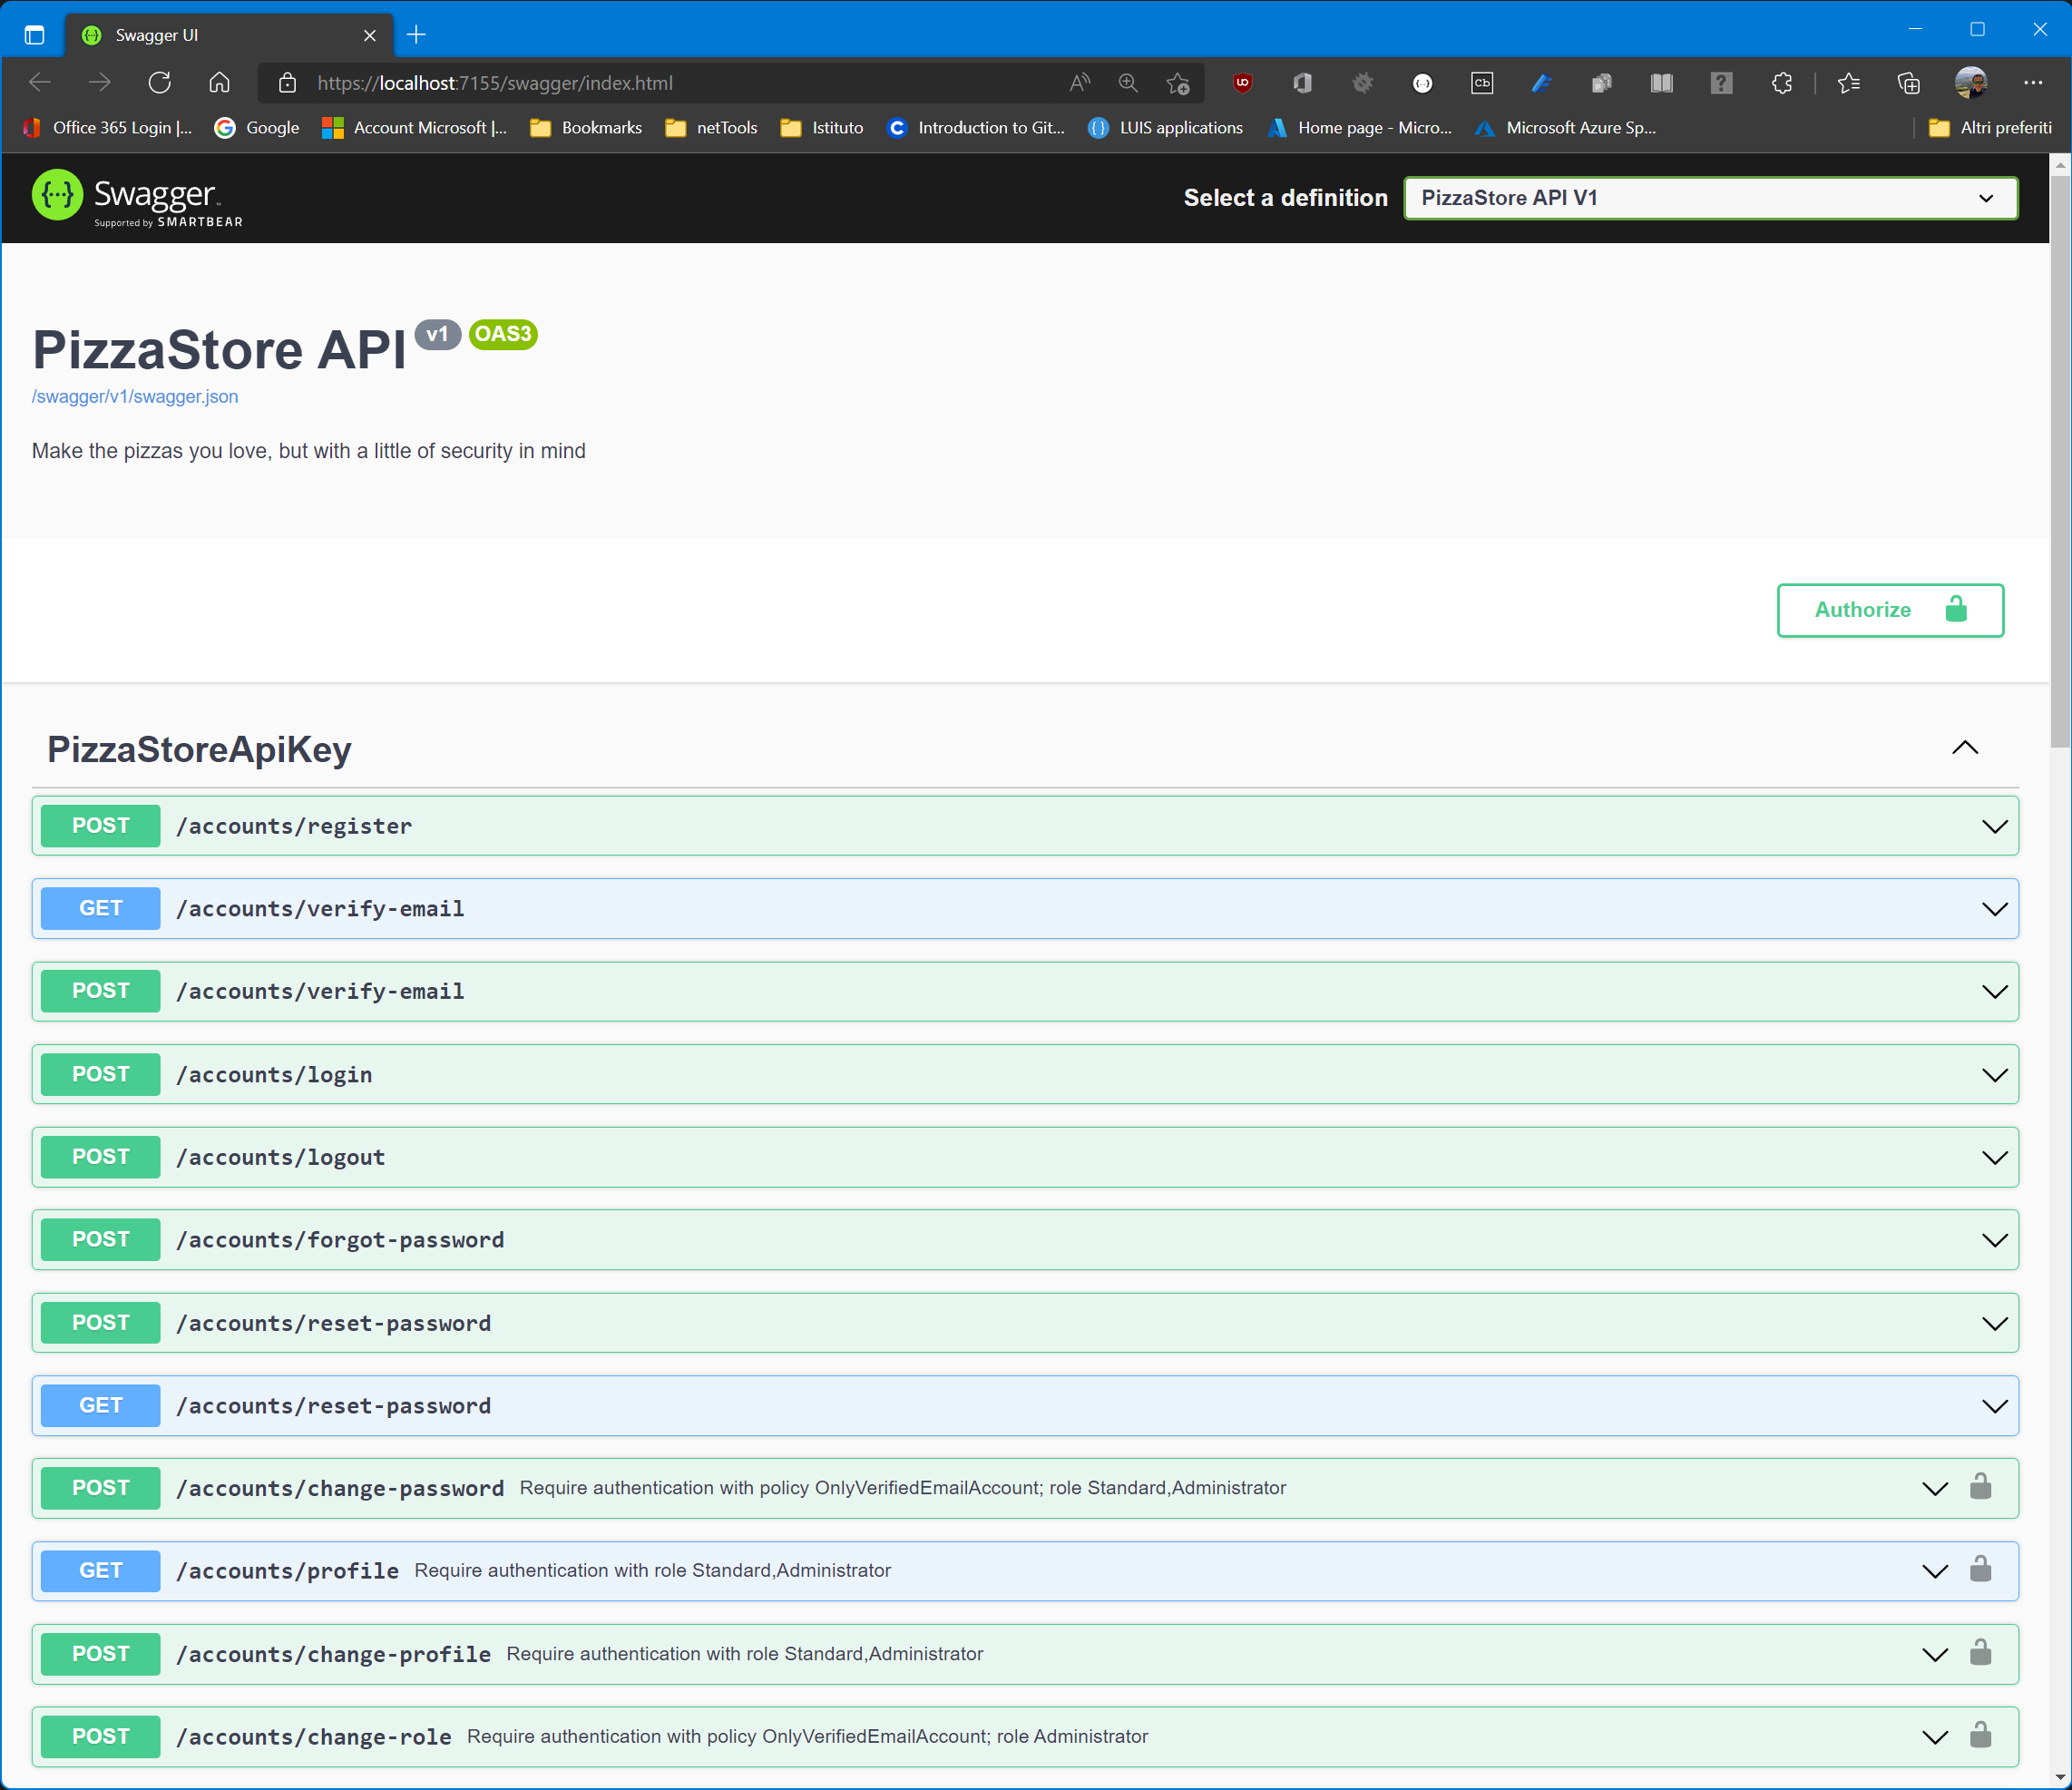 Swagger UI
https://localhost:7155/swagger/index.html
Office 365 Login |...
Google
Account Microsoft |...
Bookmarks
netTools
Istituto
Introduction to Git...
LUIS applications
Home page - Micro...
Microsoft Azure Sp...
Altri preferiti
Swagger
Supported by SMARTBEAR
Select a definition
PizzaStore API V1
PizzaStore API v1 OAS3
/swagger/v1/swagger.json
Make the pizzas you love, but with a little of security in mind
Authorize
PizzaStoreApiKey
POST /accounts/register
GET /accounts/verify-email
POST /accounts/verify-email
POST /accounts/login
POST /accounts/logout
POST /accounts/forgot-password
POST /accounts/reset-password
GET /accounts/reset-password
POST /accounts/change-password Require authentication with policy OnlyVerifiedEmailAccount; role Standard,Administrator
GET /accounts/profile Require authentication with role Standard,Administrator
POST /accounts/change-profile Require authentication with role Standard,Administrator
POST /accounts/change-role Require authentication with policy OnlyVerifiedEmailAccount; role Administrator